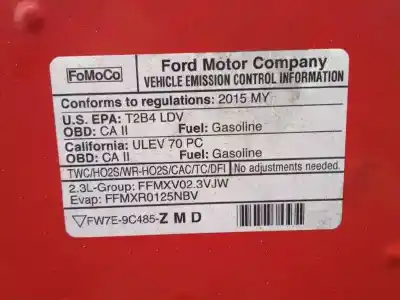 FoMoCo
Ford Motor Company
VEHICLE EMISSION CONTROL INFORMATION
Conforms to regulations: 2015 MY
U.S. EPA: T2B4 LDV
OBD: CA II Fuel: Gasoline
California: ULEV 70 PC
OBD: CA II Fuel: Gasoline
TWC/HO2S/WR-HO2S/CAC/TC/DFI No adjustments needed.
2.3L-Group: FFMXV02.3VJW
Evap: FFMXR0125NBV
▽FW7E-9C485-Z M D